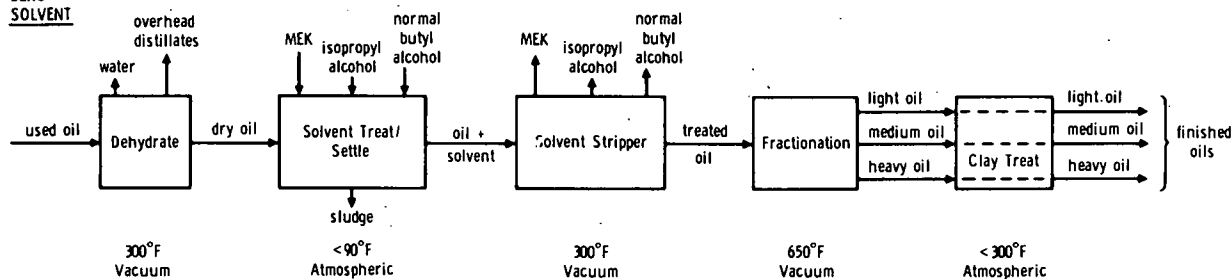 SOLVENT
overhead
distillates
water
MEK
isopropyl
alcohol
normal
butyl
alcohol
MEK
isopropyl
alcohol
normal
butyl
alcohol
used oil
Dehydrate
dry oil
Solvent Treat/
Settle
oil +
solvent
Solvent Stripper
treated
oil
Fractionation
light oil
medium oil
heavy oil
Clay Treat
light oil
medium oil
heavy oil
finished
oils
sludge
300°F
Vacuum
<90°F
Atmospheric
300°F
Vacuum
650°F
Vacuum
<300°F
Atmospheric